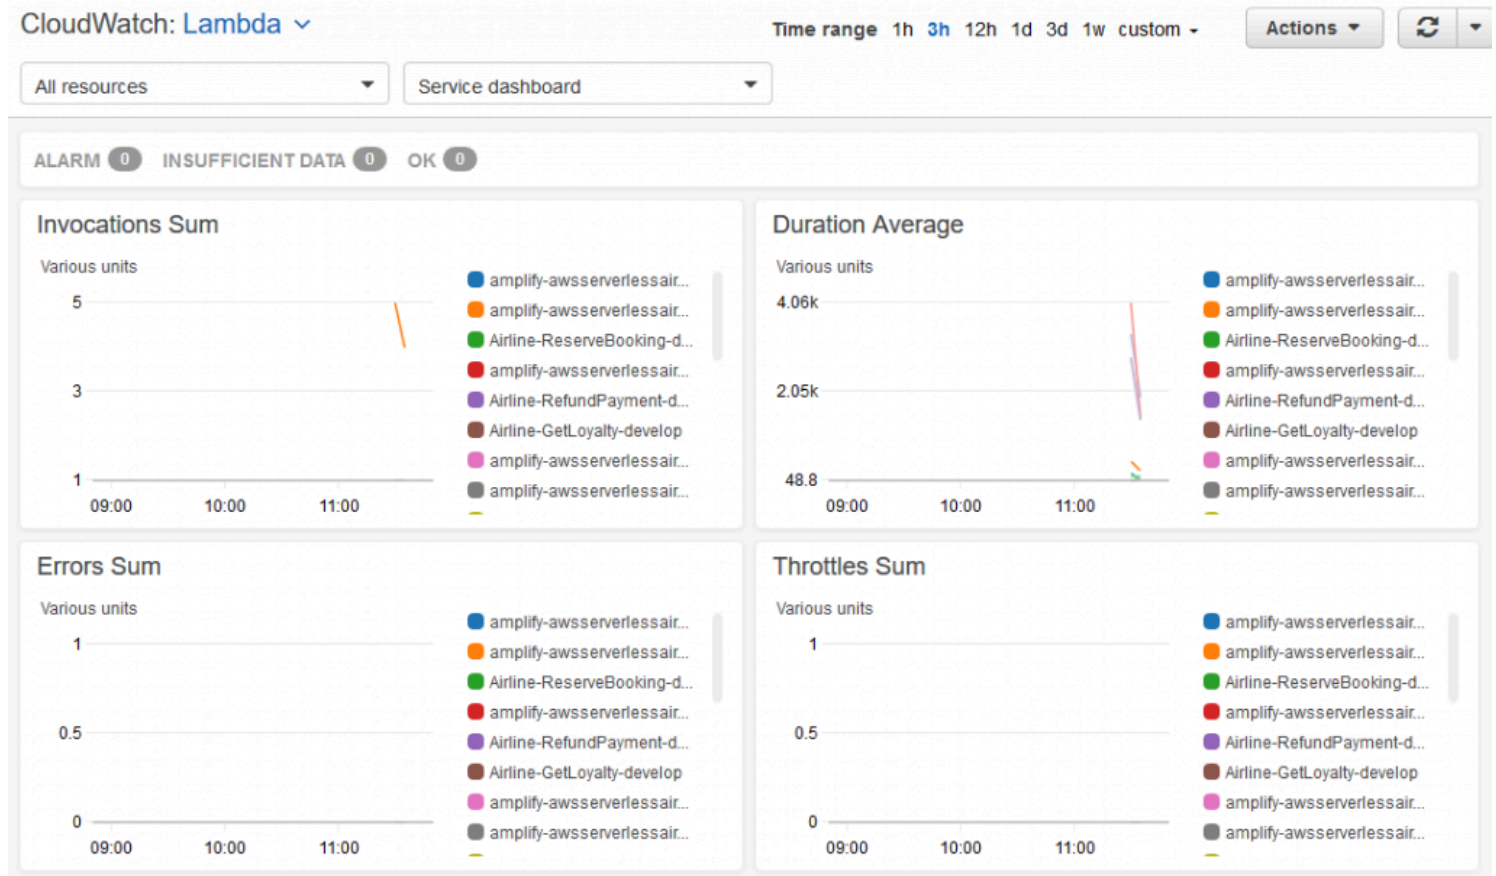 CloudWatch: Lambda
Time range 1h 3h 12h 1d 3d 1w custom
Actions
All resources
Service dashboard
ALARM 0 INSUFFICIENT DATA 0 OK 0
Invocations Sum
Various units
5
3
1
09:00 10:00 11:00
amplify-awsserverlessair...
amplify-awsserverlessair...
Airline-ReserveBooking-d...
amplify-awsserverlessair...
Airline-RefundPayment-d...
Airline-GetLoyalty-develop
amplify-awsserverlessair...
amplify-awsserverlessair...
Duration Average
Various units
4.06k
2.05k
48.8
09:00 10:00 11:00
amplify-awsserverlessair...
amplify-awsserverlessair...
Airline-ReserveBooking-d...
amplify-awsserverlessair...
Airline-RefundPayment-d...
Airline-GetLoyalty-develop
amplify-awsserverlessair...
amplify-awsserverlessair...
Errors Sum
Various units
1
0.5
0
09:00 10:00 11:00
amplify-awsserverlessair...
amplify-awsserverlessair...
Airline-ReserveBooking-d...
amplify-awsserverlessair...
Airline-RefundPayment-d...
Airline-GetLoyalty-develop
amplify-awsserverlessair...
amplify-awsserverlessair...
Throttles Sum
Various units
1
0.5
0
09:00 10:00 11:00
amplify-awsserverlessair...
amplify-awsserverlessair...
Airline-ReserveBooking-d...
amplify-awsserverlessair...
Airline-RefundPayment-d...
Airline-GetLoyalty-develop
amplify-awsserverlessair...
amplify-awsserverlessair...